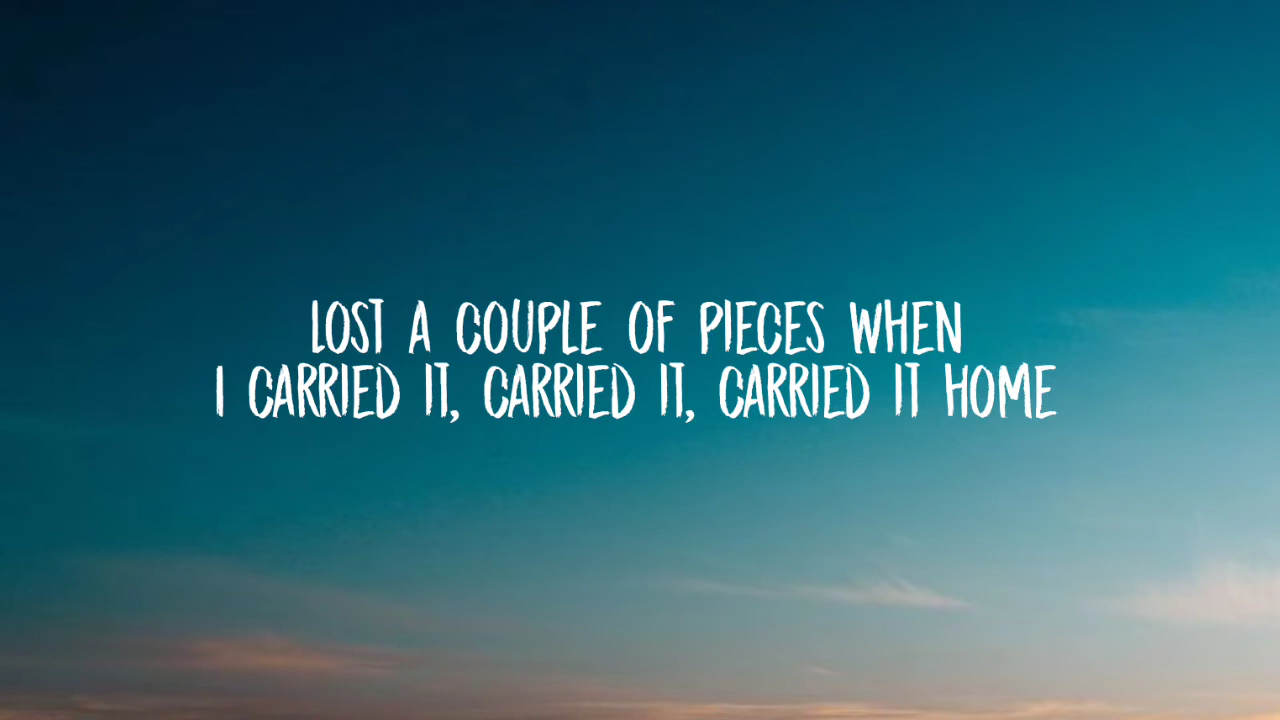 LOST A COUPLE OF PIECES WHEN
I CARRIED IT, CARRIED IT, CARRIED IT HOME